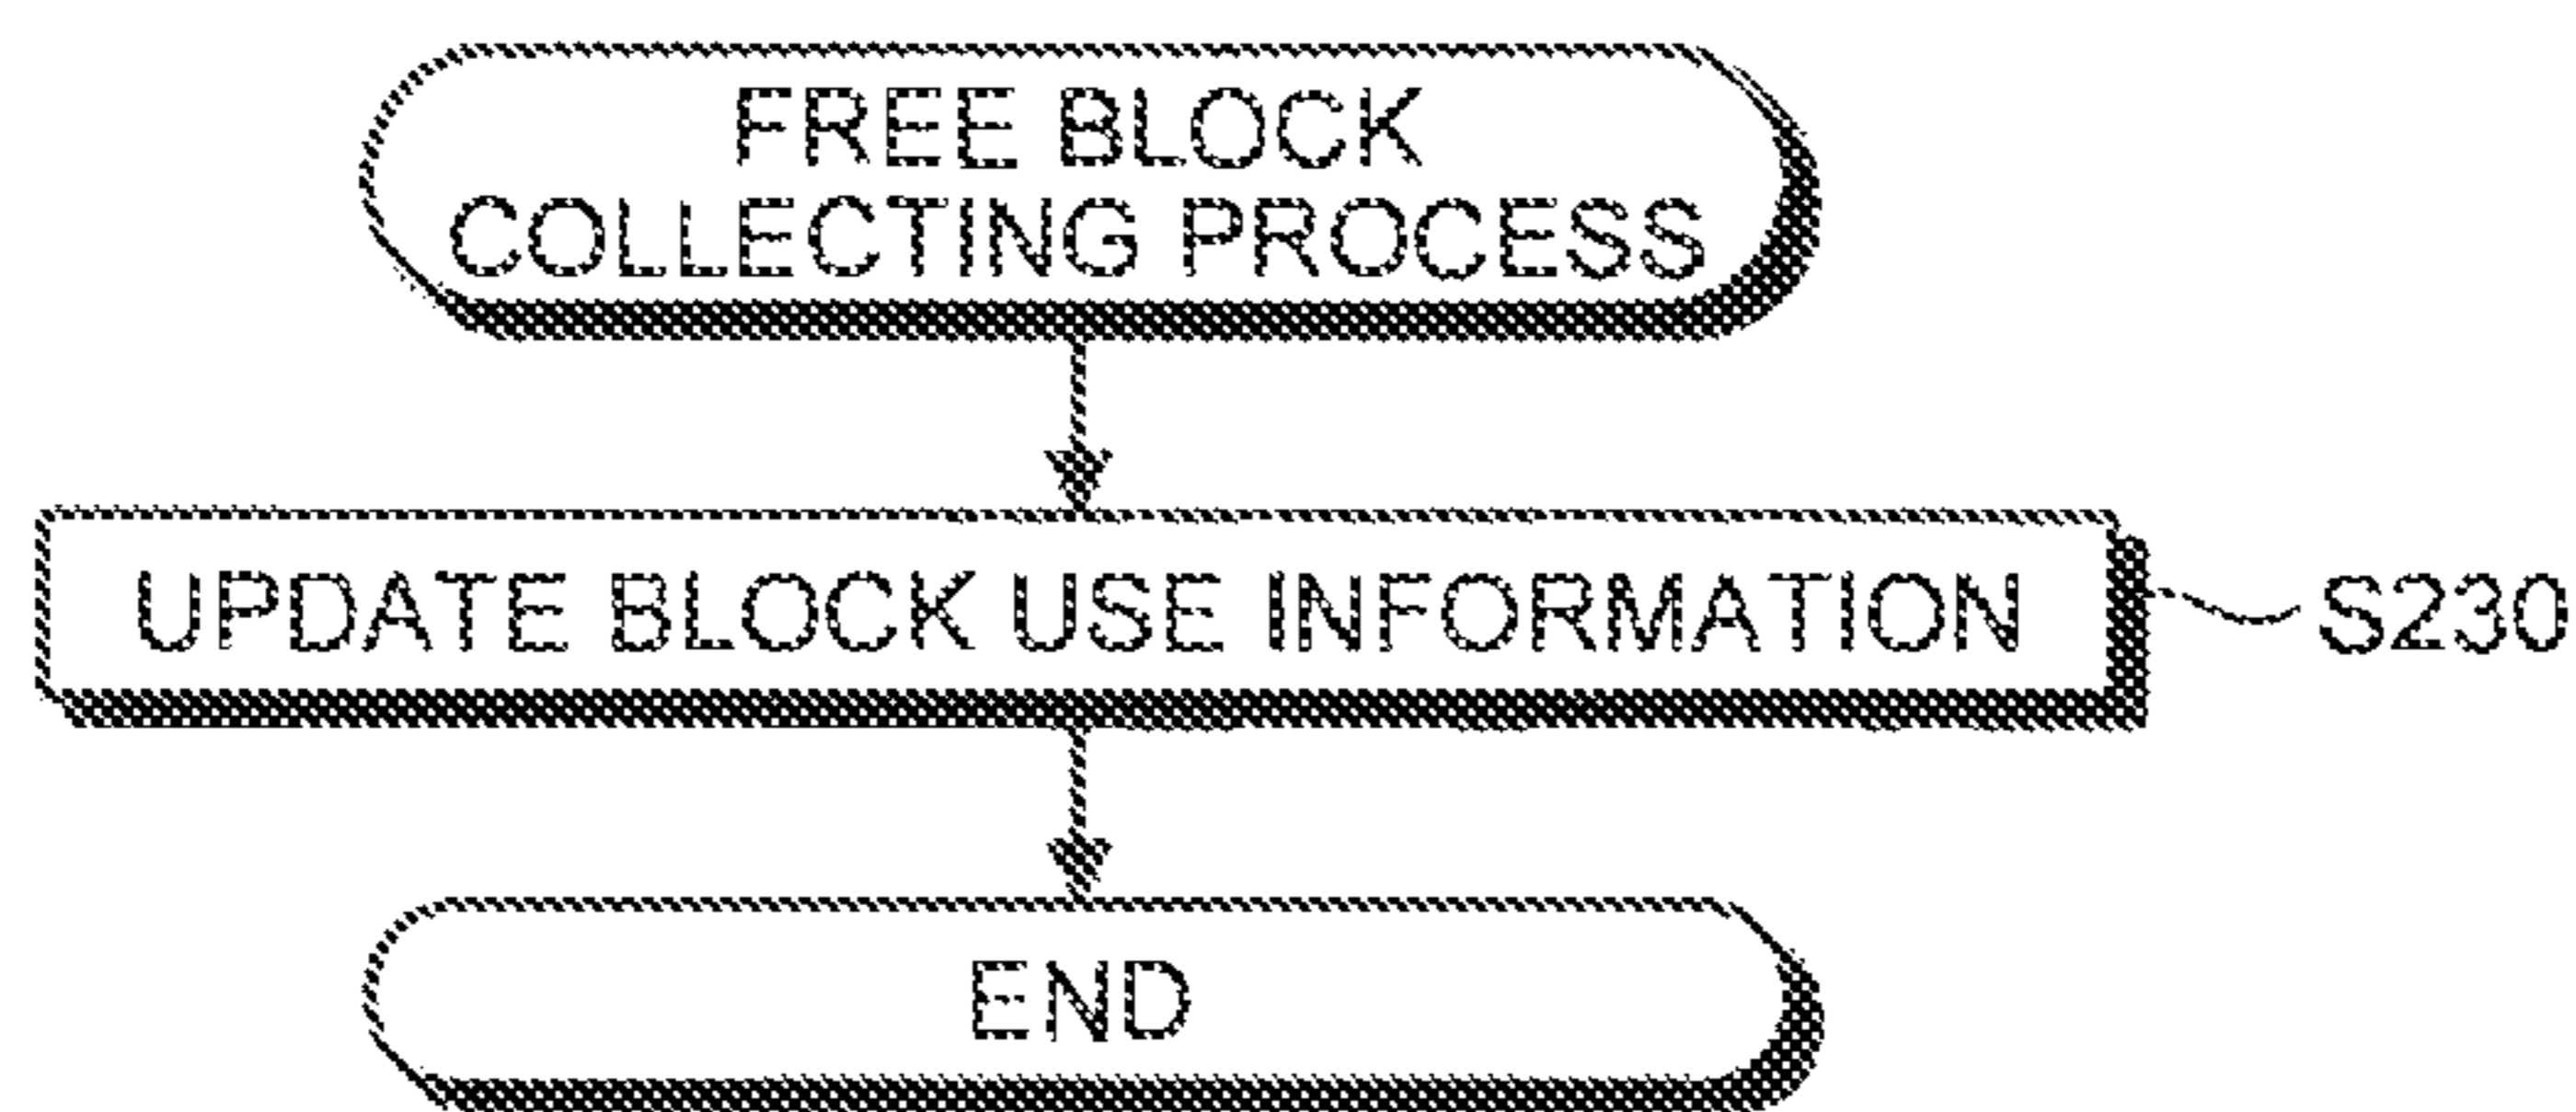 FREE BLOCK
COLLECTING PROCESS
UPDATE BLOCK USE INFORMATION
S230
END